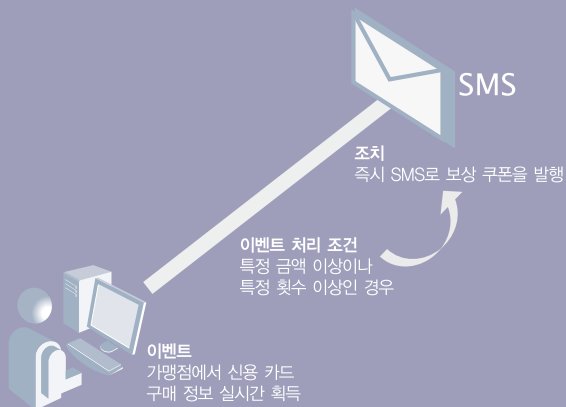 SMS
조치
즉시 SMS로 보상 쿠폰을 발행
이벤트 처리 조건
특정 금액 이상이나
특정 횟수 이상인 경우
이벤트
가맹점에서 신용 카드
구매 정보 실시간 획득